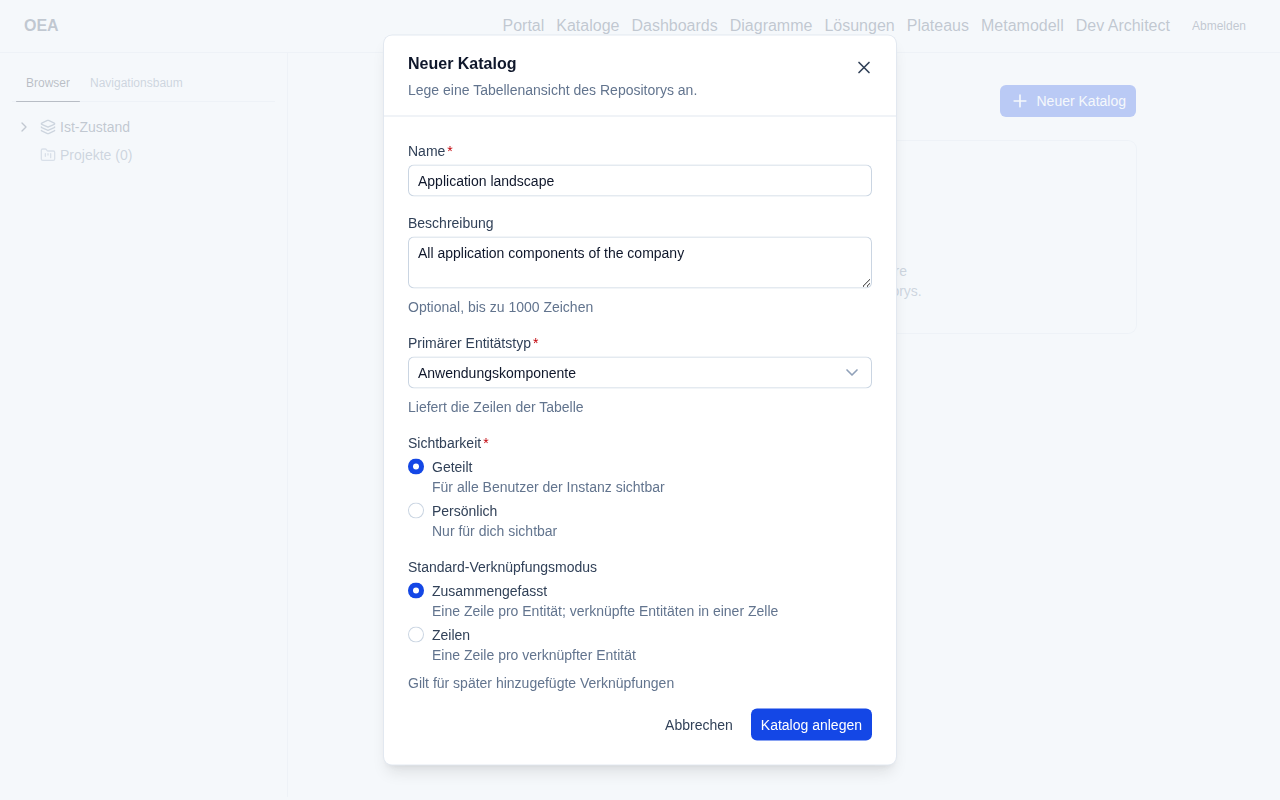 OEA
Portal Kataloge Dashboards Diagramme Lösungen Plateaus Metamodell Dev Architect Abmelden
Browser Navigationsbaum
Ist-Zustand
Projekte (0)
Neuer Katalog
Neuer Katalog
Lege eine Tabellenansicht des Repositorys an.
Name*
Application landscape
Beschreibung
All application components of the company
Optional, bis zu 1000 Zeichen
Primärer Entitätstyp*
Anwendungskomponente
Liefert die Zeilen der Tabelle
Sichtbarkeit*
Geteilt
Für alle Benutzer der Instanz sichtbar
Persönlich
Nur für dich sichtbar
Standard-Verknüpfungsmodus
Zusammengefasst
Eine Zeile pro Entität; verknüpfte Entitäten in einer Zelle
Zeilen
Eine Zeile pro verknüpfter Entität
Gilt für später hinzugefügte Verknüpfungen
Abbrechen Katalog anlegen